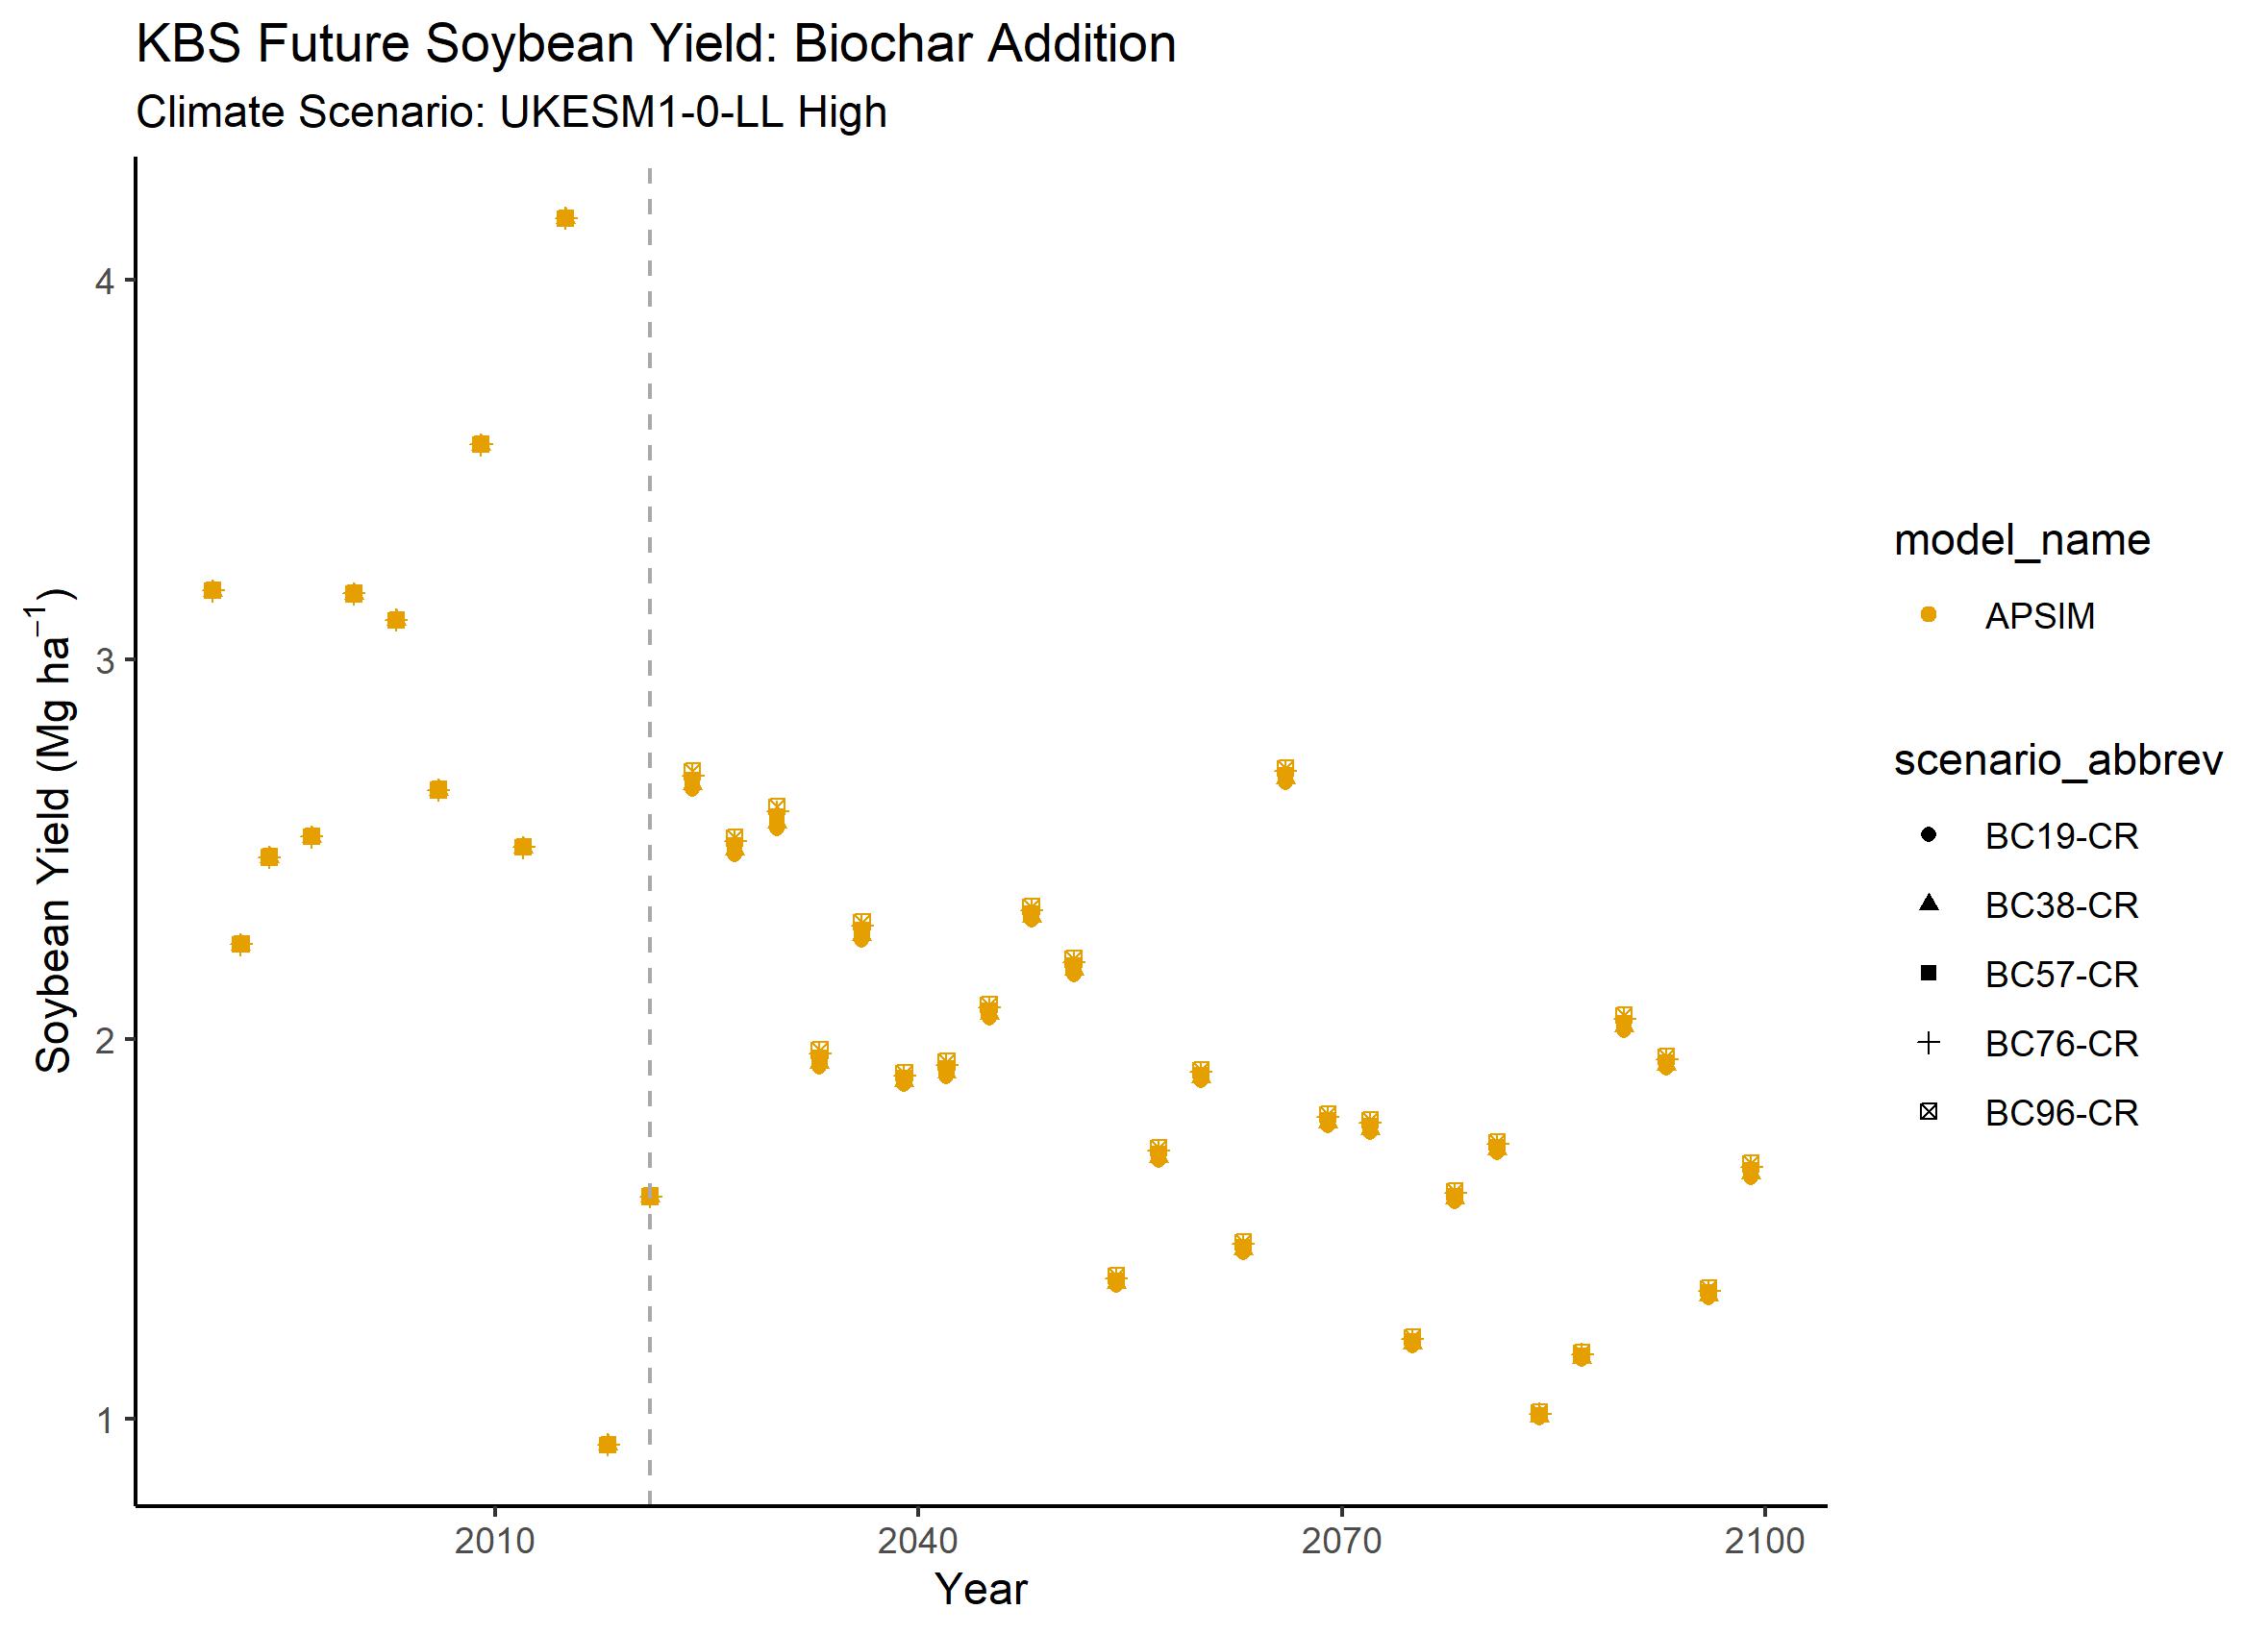 KBS Future Soybean Yield: Biochar Addition
Climate Scenario: UKESM1-0-LL High
Soybean Yield (Mg ha⁻¹)
4
3
2
1
2010
2040
2070
2100
Year
model_name
APSIM
scenario_abbrev
BC19-CR
BC38-CR
BC57-CR
BC76-CR
BC96-CR